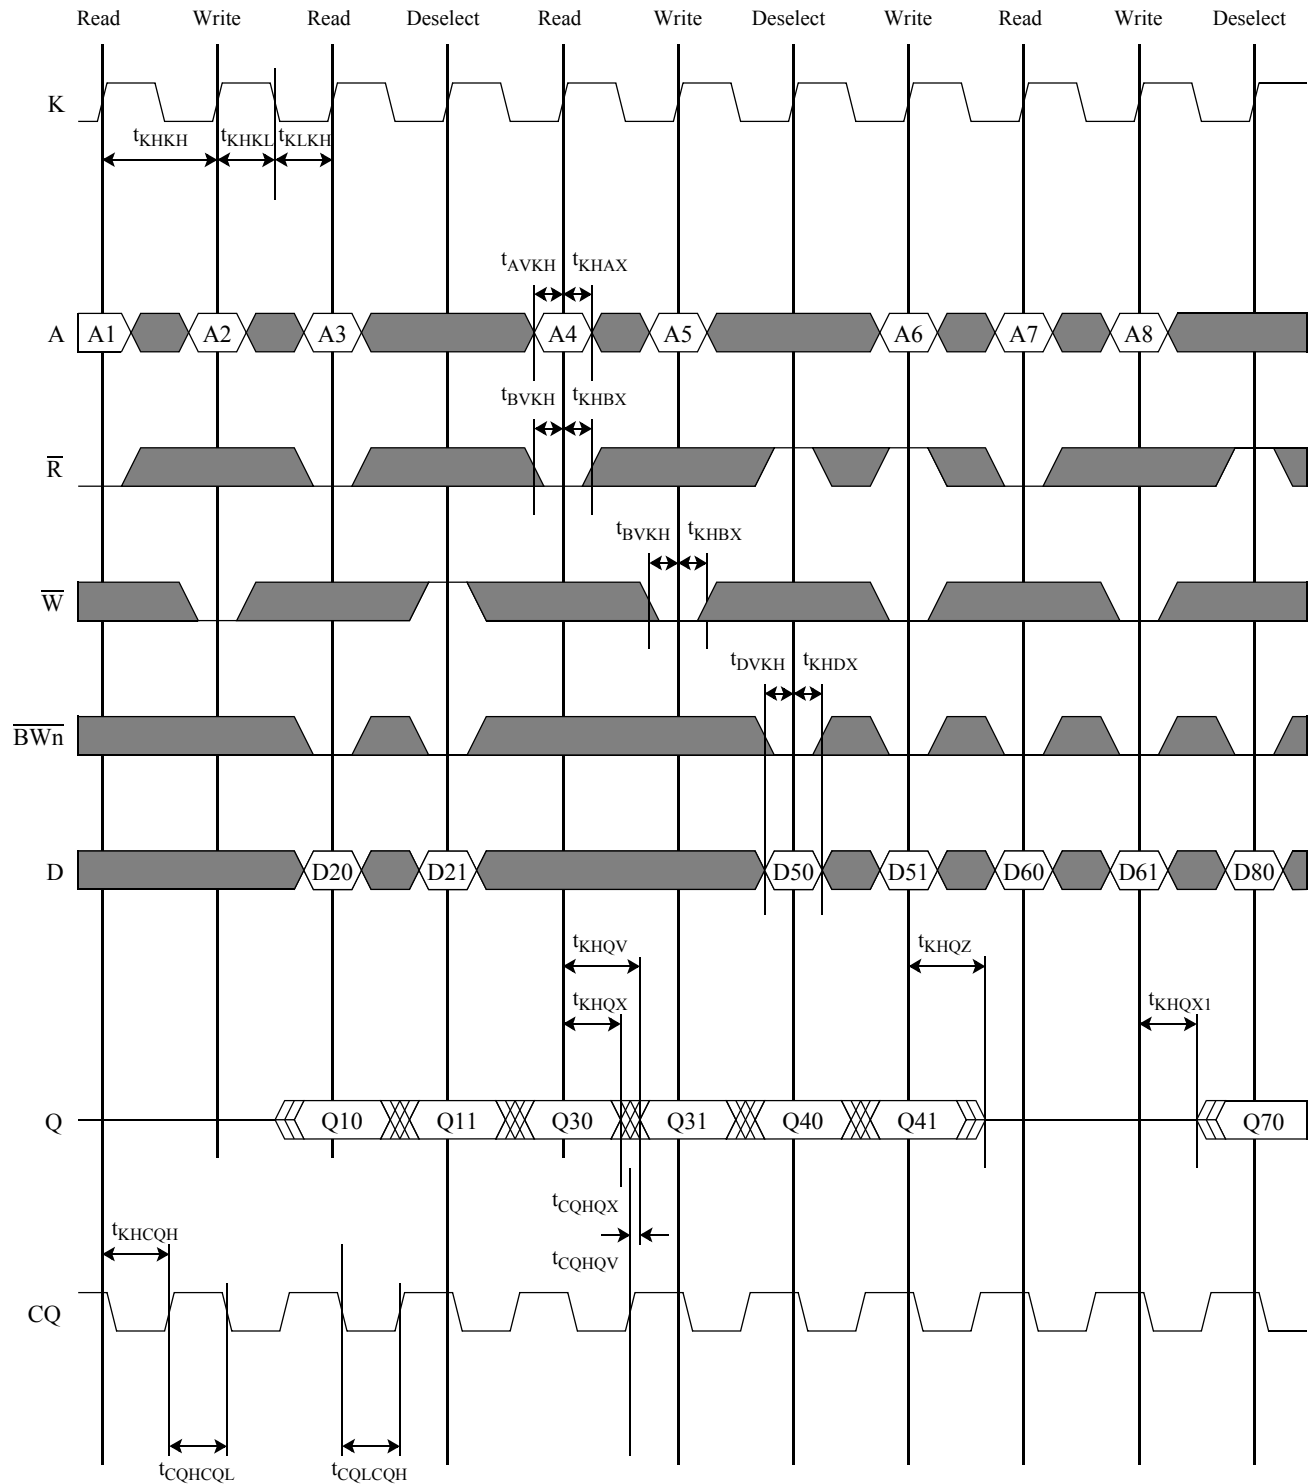 Read Write Read Deselect Read Write Deselect Write Read Write Deselect
K
tKHKH tKHKL tKLKH
tAVKH tKHAX
A A1 A2 A3 A4 A5 A6 A7 A8
tBVKH tKHBX
R
tBVKH tKHBX
W
tDVKH tKHDX
BWn
D D20 D21 D50 D51 D60 D61 D80
tKHQV tKHQZ
tKHQX tKHQX1
Q Q10 Q11 Q30 Q31 Q40 Q41 Q70
tCQHQX
tKHCQH
tCQHQV
CQ
tCQHCQL tCQLCQH